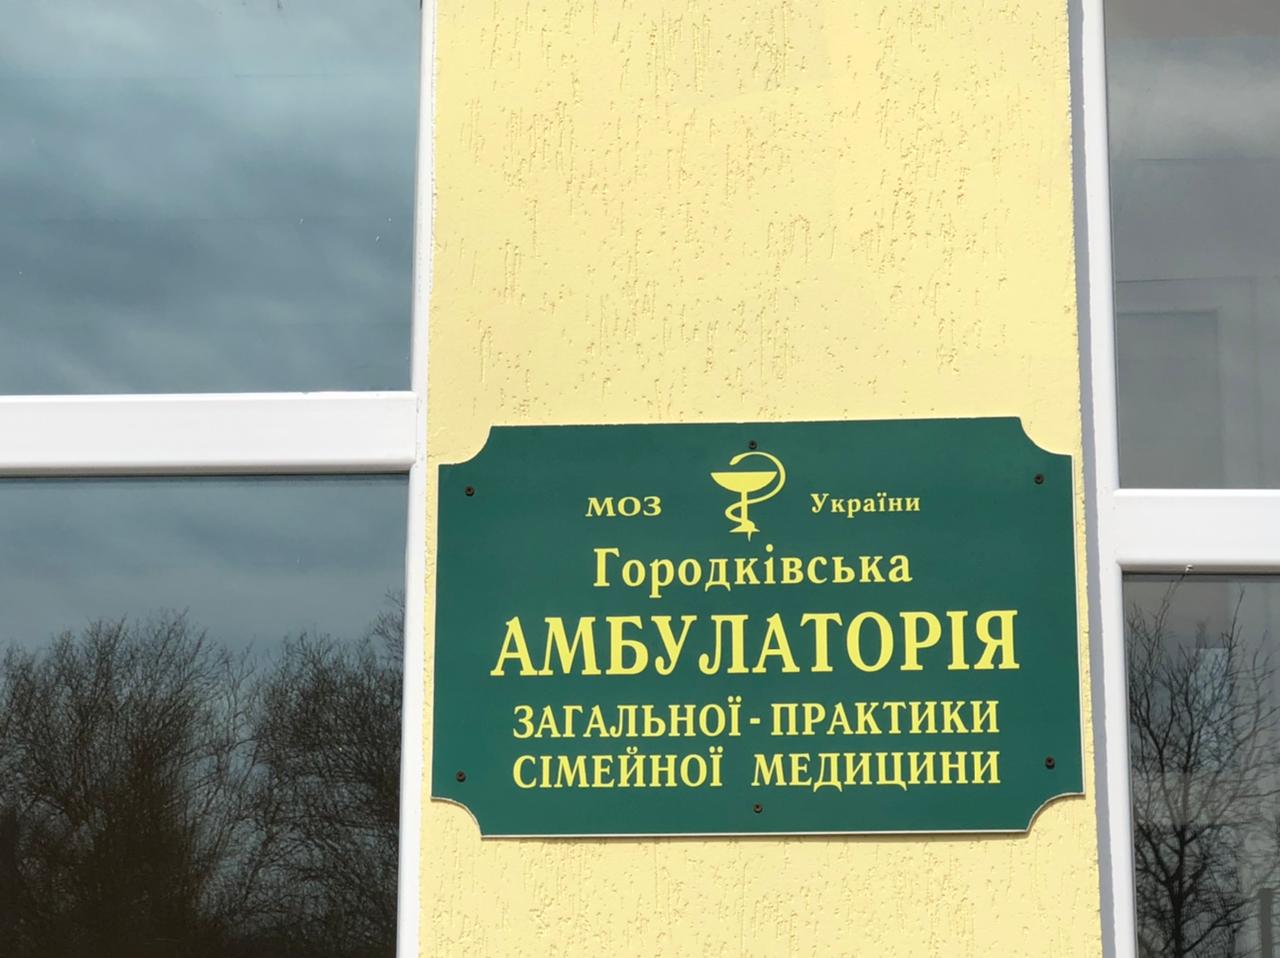 МОЗ України
Городківська
АМБУЛАТОРІЯ
ЗАГАЛЬНОЇ - ПРАКТИКИ
СІМЕЙНОЇ МЕДИЦИНИ